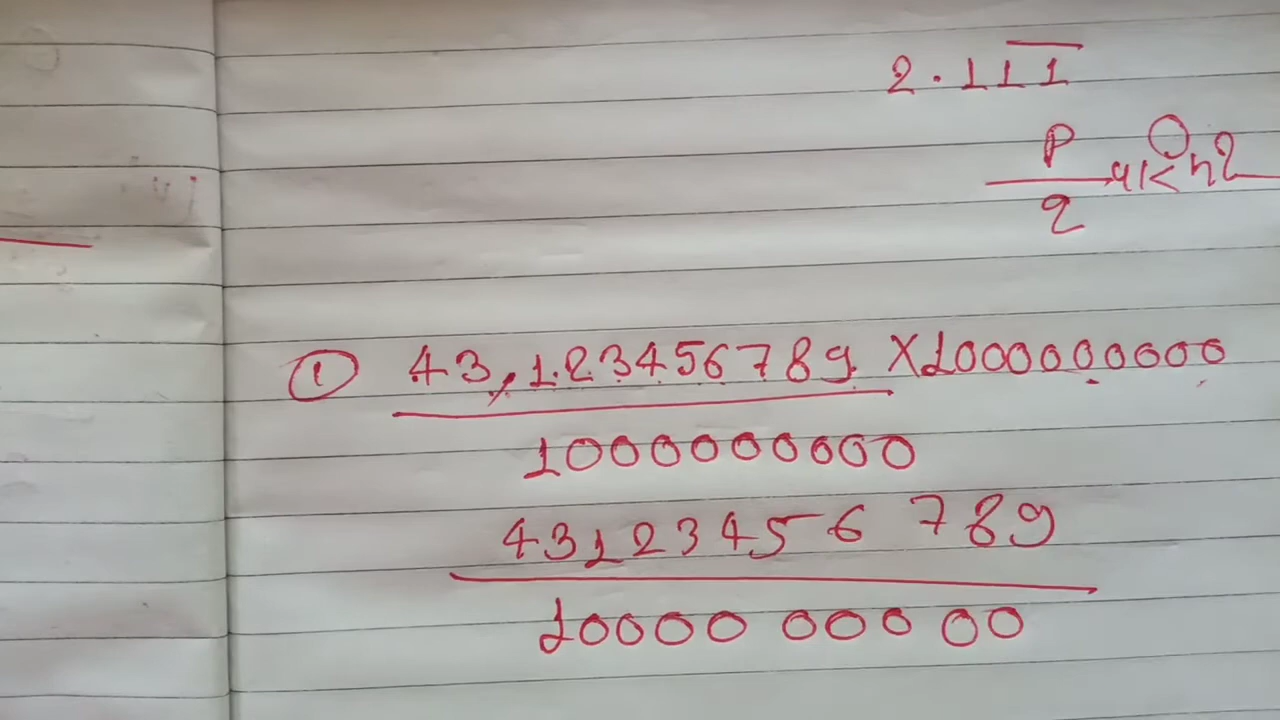 2.111
P
q
① 43.123456789 X1000000000
1000000000
43123456789
1000000000